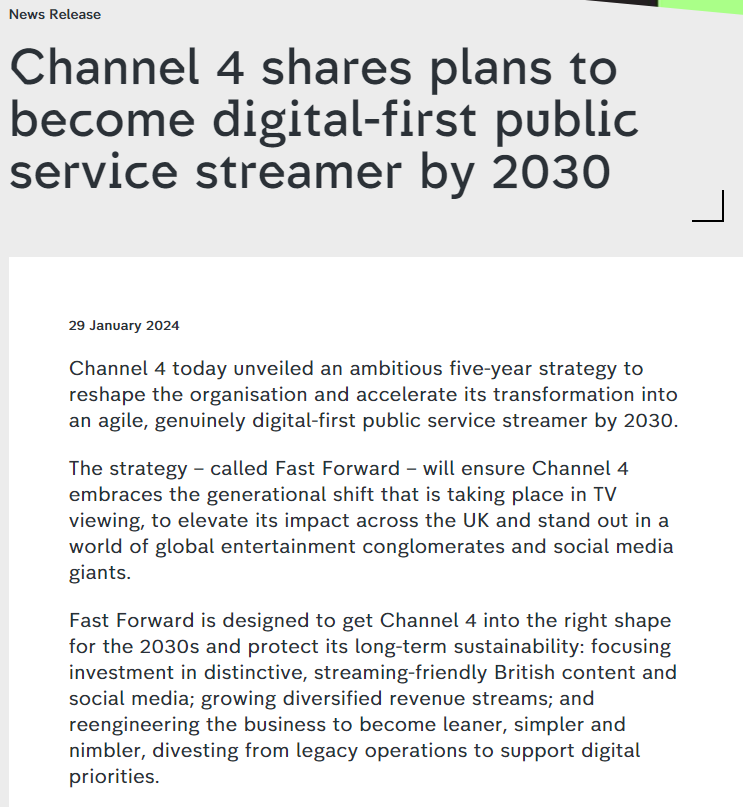 News Release
Channel 4 shares plans to
become digital-first public
service streamer by 2030
29 January 2024
Channel 4 today unveiled an ambitious five-year strategy to
reshape the organisation and accelerate its transformation into
an agile, genuinely digital-first public service streamer by 2030.
The strategy – called Fast Forward – will ensure Channel 4
embraces the generational shift that is taking place in TV
viewing, to elevate its impact across the UK and stand out in a
world of global entertainment conglomerates and social media
giants.
Fast Forward is designed to get Channel 4 into the right shape
for the 2030s and protect its long-term sustainability: focusing
investment in distinctive, streaming-friendly British content and
social media; growing diversified revenue streams; and
reengineering the business to become leaner, simpler and
nimbler, divesting from legacy operations to support digital
priorities.